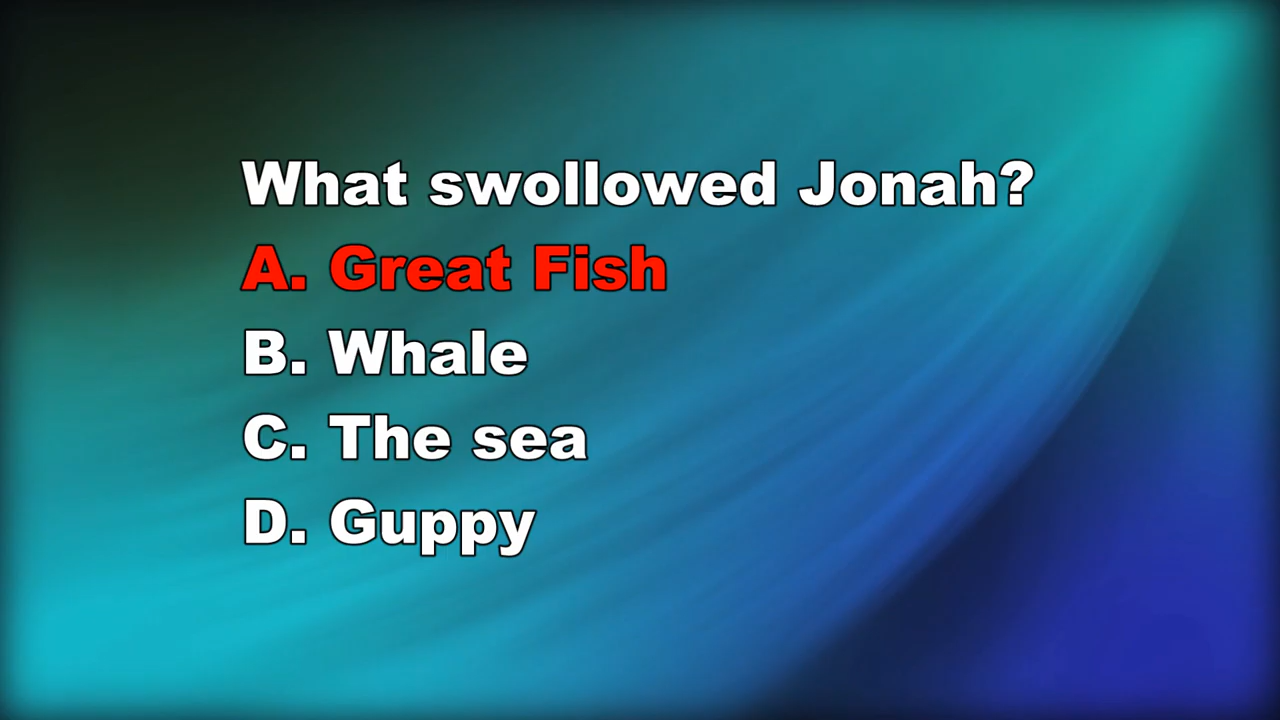 What swollowed Jonah?
A. Great Fish
B. Whale
C. The sea
D. Guppy